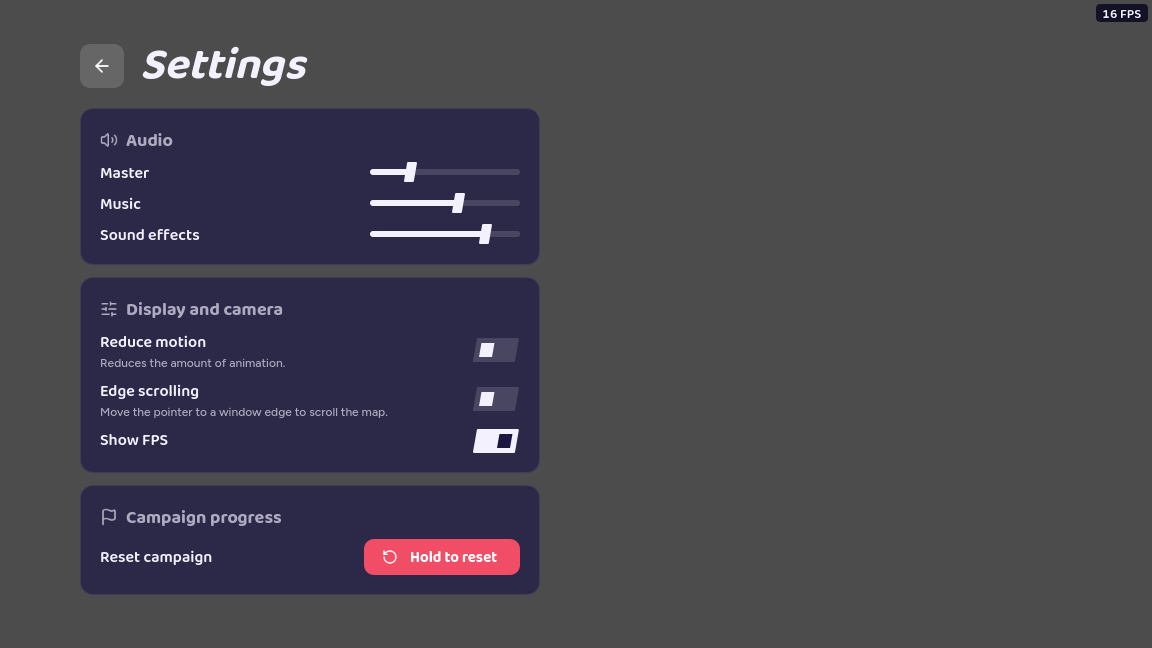 16 FPS
Settings
Audio
Master
Music
Sound effects
Display and camera
Reduce motion
Reduces the amount of animation.
Edge scrolling
Move the pointer to a window edge to scroll the map.
Show FPS
Campaign progress
Reset campaign
Hold to reset